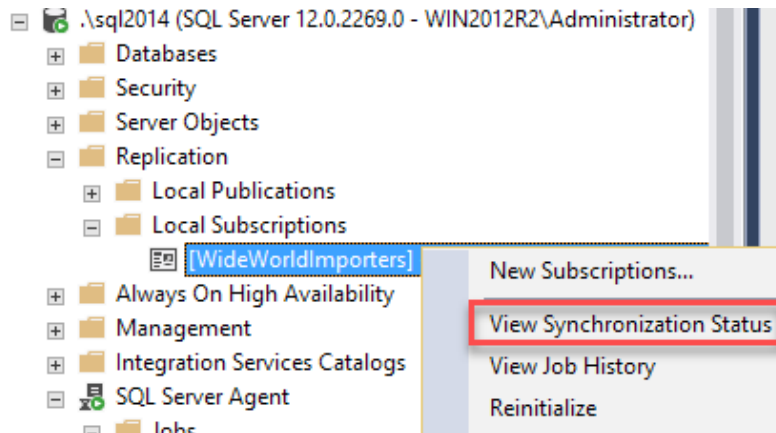 .\sql2014 (SQL Server 12.0.2269.0 - WIN2012R2\Administrator)
Databases
Security
Server Objects
Replication
Local Publications
Local Subscriptions
[WideWorldImporters]
New Subscriptions...
Always On High Availability
Management
View Synchronization Status
Integration Services Catalogs
View Job History
SQL Server Agent
Reinitialize
Jobs